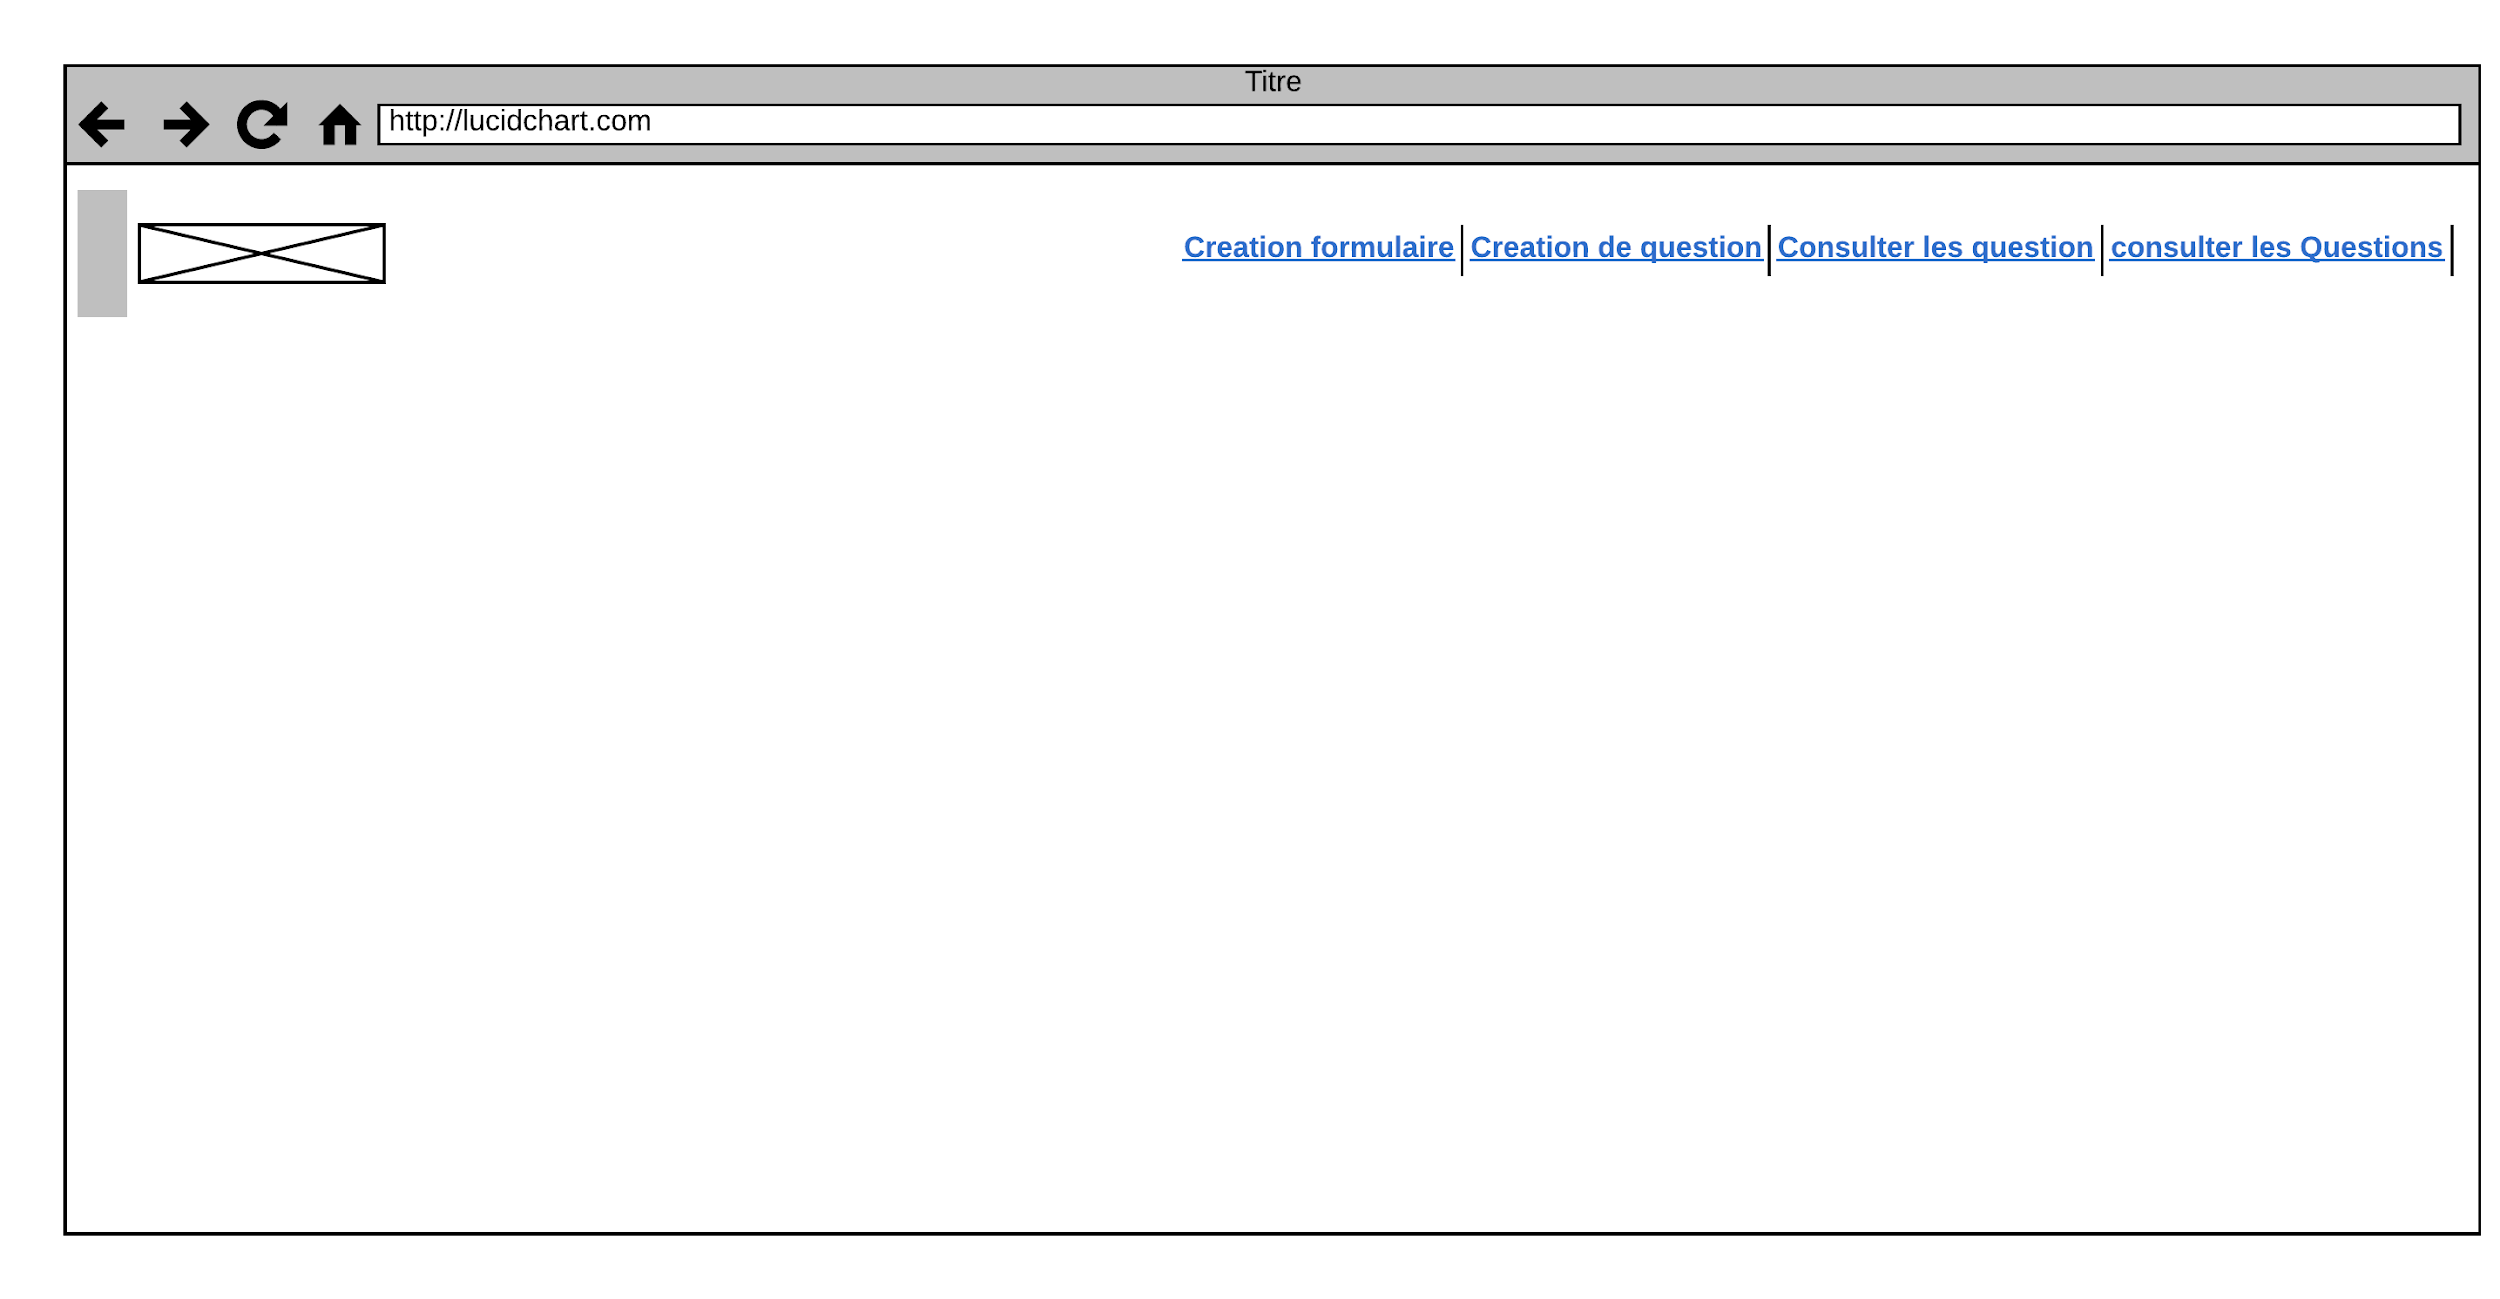 Titre
http://lucidchart.com
Creation formulaire Creation de question Consulter les question consulter les Questions